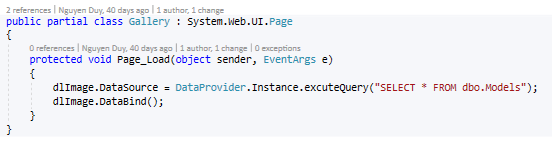 2 references | Nguyen Duy, 40 days ago | 1 author, 1 change
public partial class Gallery : System.Web.UI.Page
{
0 references | Nguyen Duy, 40 days ago | 1 author, 1 change | 0 exceptions
protected void Page_Load(object sender, EventArgs e)
{
dlImage.DataSource = DataProvider.Instance.excuteQuery("SELECT * FROM dbo.Models");
dlImage.DataBind();
}
}